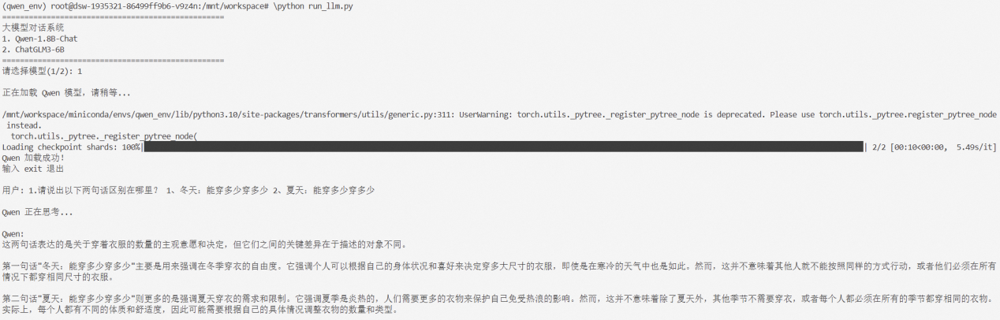 (qwen_env) root@dsw-1935321-86499ff9b6-v9z4n:/mnt/workspace# \python run_llm.py
==================================================
大模型对话系统
1. Qwen-1.8B-Chat
2. ChatGLM3-6B
==================================================
请选择模型(1/2): 1
正在加载 Qwen 模型，请稍等...
/mnt/workspace/miniconda/envs/qwen_env/lib/python3.10/site-packages/transformers/utils/generic.py:311: UserWarning: torch.utils._pytree._register_pytree_node is deprecated. Please use torch.utils._pytree.register_pytree_node
instead.
torch.utils._pytree._register_pytree_node(
Loading checkpoint shards: 100%|| 2/2 [00:10<00:00, 5.49s/it]
Qwen 加载成功！
输入 exit 退出
用户: 1.请说出以下两句话区别在哪里？ 1、冬天：能穿多少穿多少 2、夏天：能穿多少穿多少
Qwen 正在思考...
Qwen:
这两句话表达的是关于穿着衣服的数量的主观意愿和决定，但它们之间的关键差异在于描述的对象不同。
第一句话"冬天：能穿多少穿多少"主要是用来强调在冬季穿衣的自由度。它强调个人可以根据自己的身体状况和喜好来决定穿多大尺寸的衣服，即使是在寒冷的天气中也是如此。然而，这并不意味着其他人就不能按照同样的方式行动，或者他们必须在所有
情况下都穿相同尺寸的衣服。
第二句话"夏天：能穿多少穿多少"则更多的是强调夏天穿衣的需求和限制。它强调夏季是炎热的，人们需要更多的衣物来保护自己免受热浪的影响。然而，这并不意味着除了夏天外，其他季节不需要穿衣，或者每个人都必须在所有的季节都穿相同的衣物。
实际上，每个人都有不同的体质和舒适度，因此可能需要根据自己的具体情况调整衣物的数量和类型。